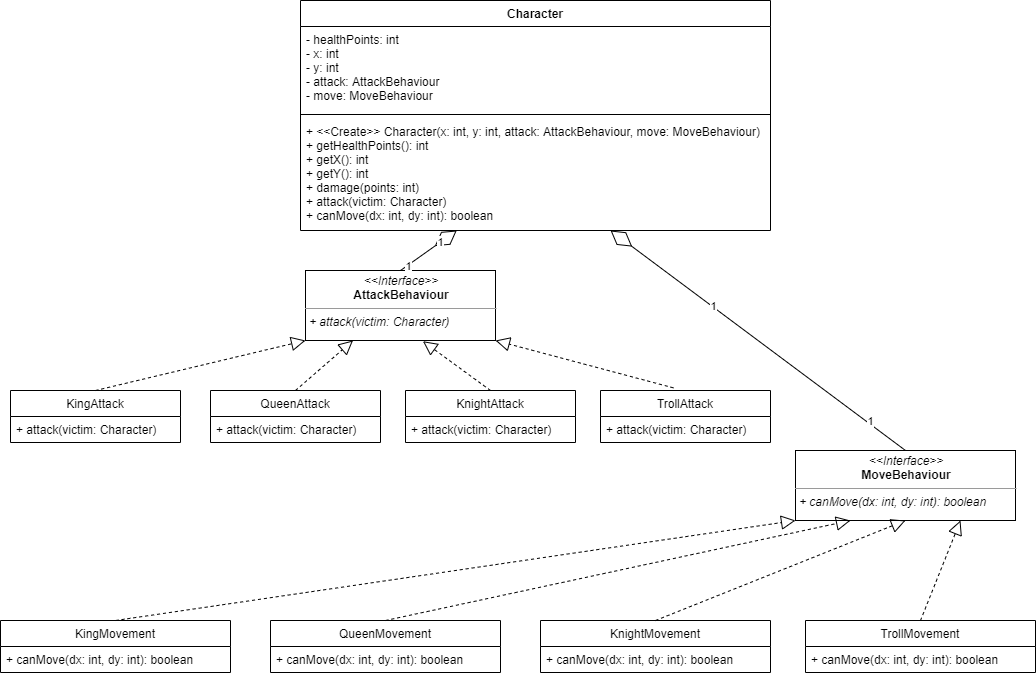 Character
- healthPoints: int
- x: int
- y: int
- attack: AttackBehaviour
- move: MoveBehaviour
+ <<Create>> Character(x: int, y: int, attack: AttackBehaviour, move: MoveBehaviour)
+ getHealthPoints(): int
+ getX(): int
+ getY(): int
+ damage(points: int)
+ attack(victim: Character)
+ canMove(dx: int, dy: int): boolean
1
1
<<Interface>>
AttackBehaviour
+ attack(victim: Character)
1
KingAttack
+ attack(victim: Character)
QueenAttack
+ attack(victim: Character)
KnightAttack
+ attack(victim: Character)
TrollAttack
+ attack(victim: Character)
1
<<Interface>>
MoveBehaviour
+ canMove(dx: int, dy: int): boolean
KingMovement
+ canMove(dx: int, dy: int): boolean
QueenMovement
+ canMove(dx: int, dy: int): boolean
KnightMovement
+ canMove(dx: int, dy: int): boolean
TrollMovement
+ canMove(dx: int, dy: int): boolean